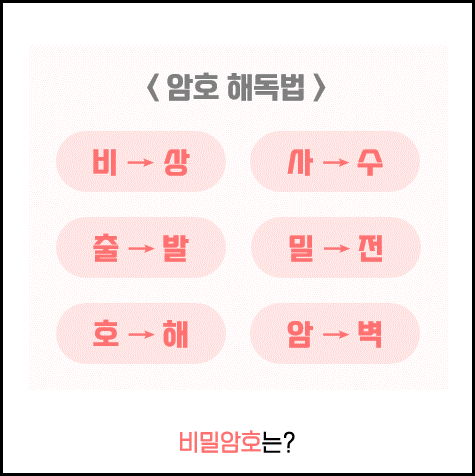 < 암호 해독법 >
비 → 상 사 → 수
출 → 발 밀 → 전
호 → 해 암 → 벽
비밀암호는?